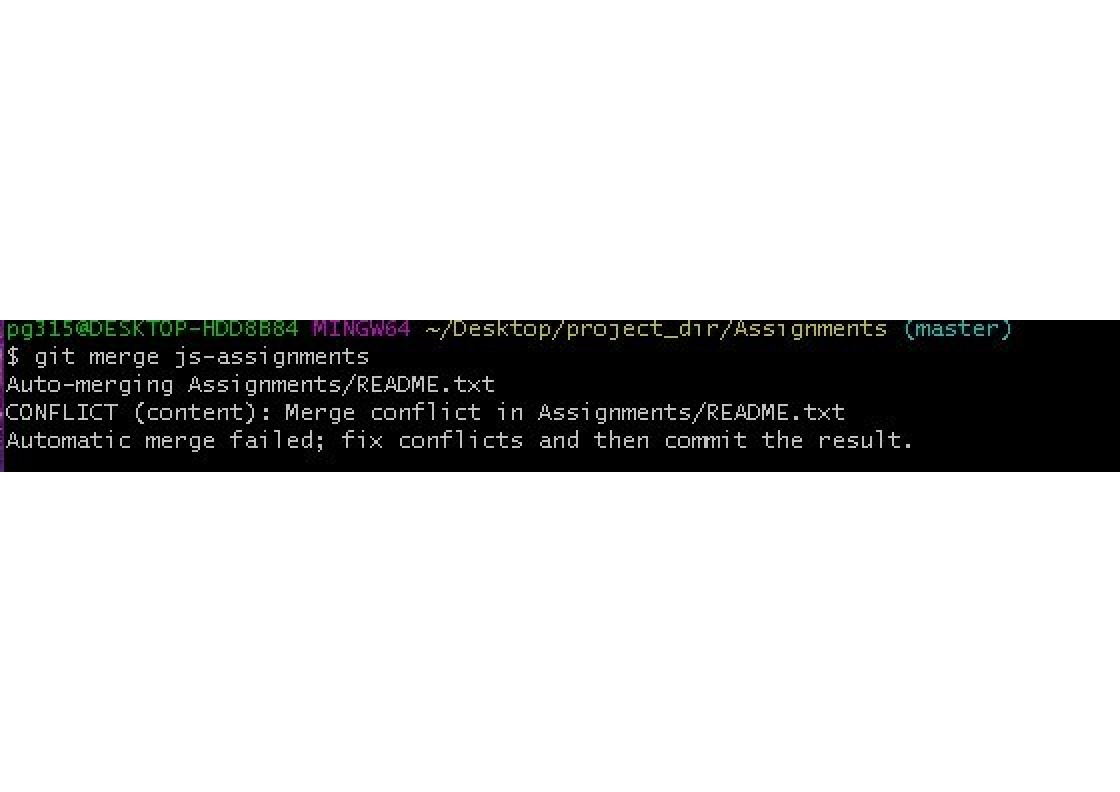 pg315@DESKTOP-HDD8B84 MINGW64 ~/Desktop/project_dir/Assignments (master)
$ git merge js-assignments
Auto-merging Assignments/README.txt
CONFLICT (content): Merge conflict in Assignments/README.txt
Automatic merge failed; fix conflicts and then commit the result.